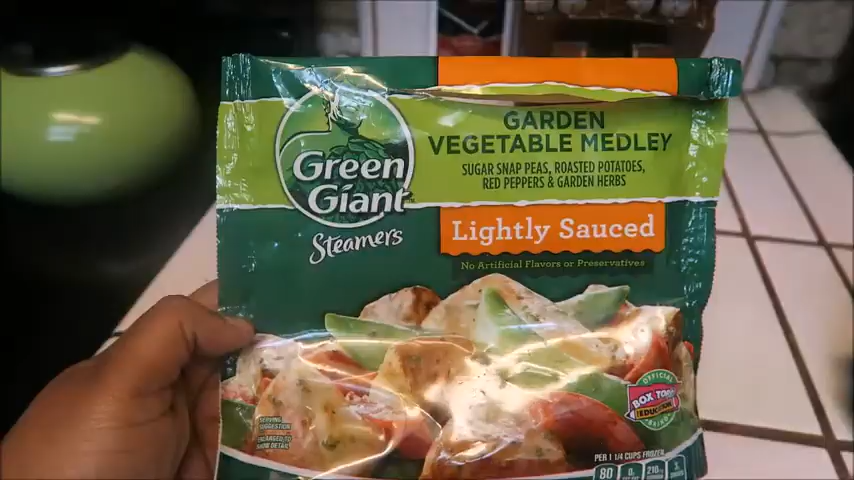 GARDEN
VEGETABLE MEDLEY
SUGAR SNAP PEAS, ROASTED POTATOES,
RED PEPPERS & GARDEN HERBS
Green
Giant
Steamers
Lightly Sauced
No Artificial Flavors or Preservatives
OFFICIAL
BOX TOPS
EDUCATION
SERVING
SUGGESTION
ENLARGED TO
SHOW DETAIL
PER 1 1/4 CUPS FROZEN
80